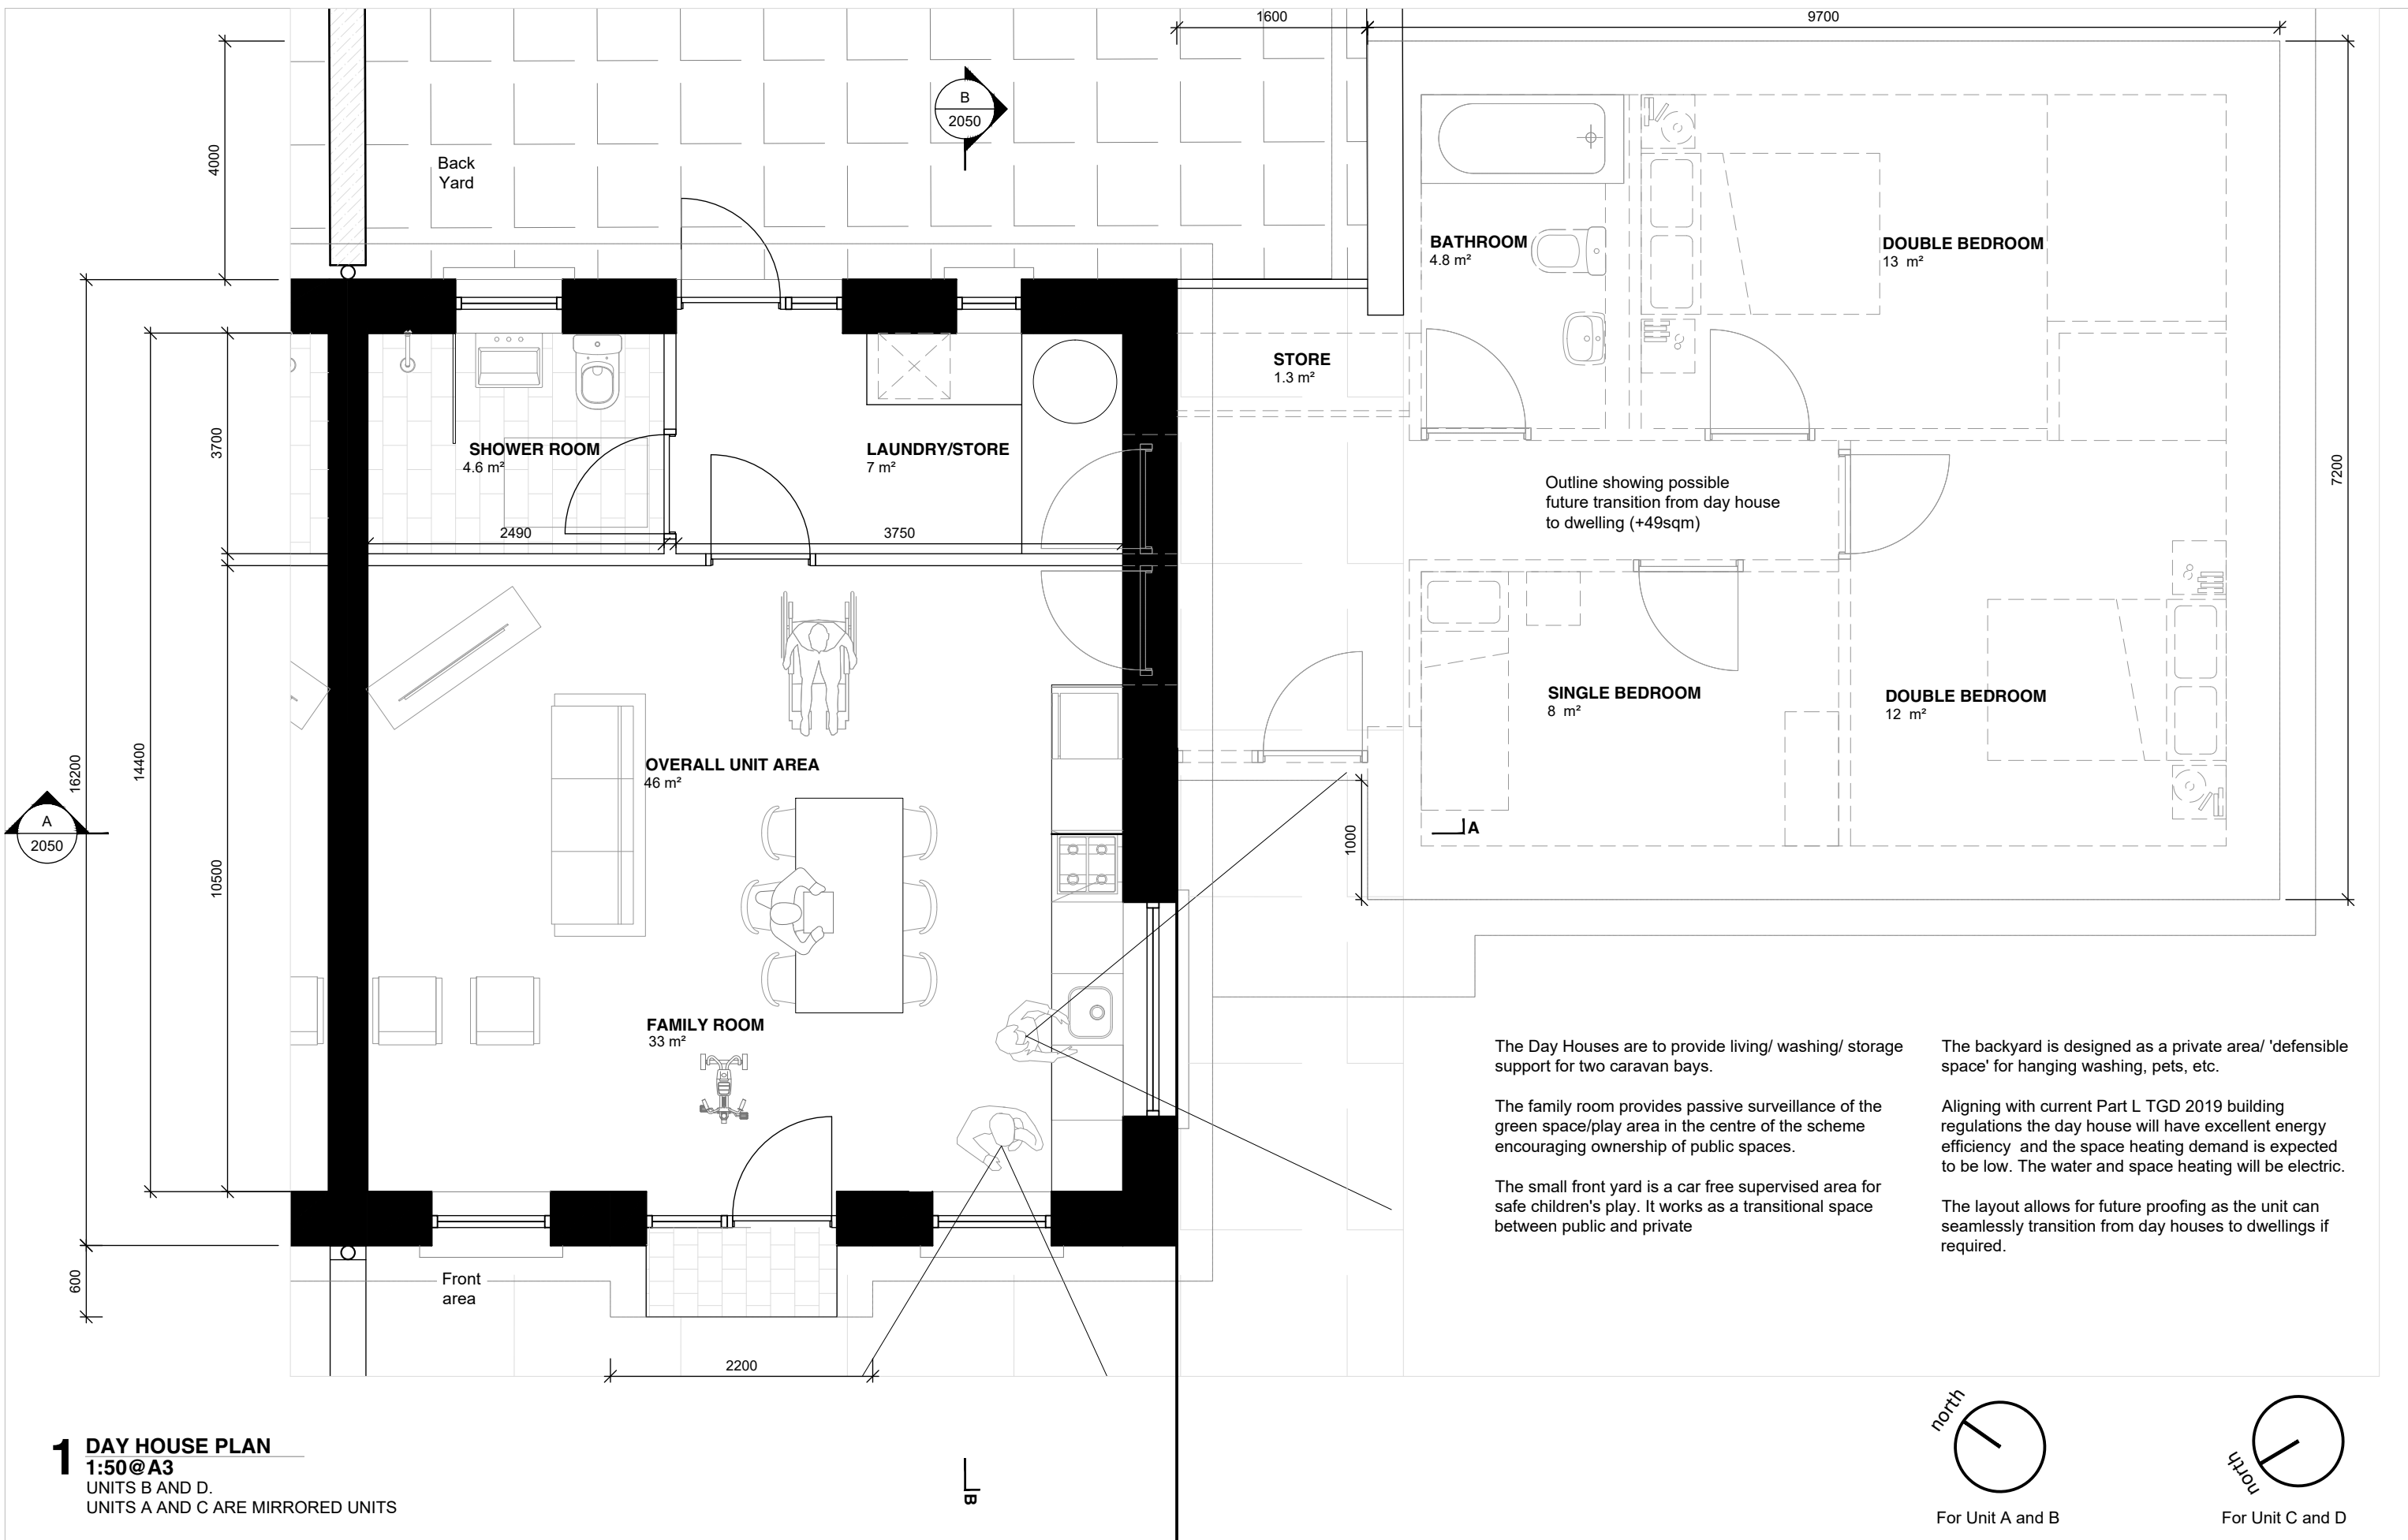 1600
9700
4000
B
2050
Back
Yard
BATHROOM
4.8 m²
DOUBLE BEDROOM
13 m²
STORE
1.3 m²
3700
SHOWER ROOM
4.6 m²
LAUNDRY/STORE
7 m²
7200
Outline showing possible
future transition from day house
to dwelling (+49sqm)
2490
3750
SINGLE BEDROOM
8 m²
DOUBLE BEDROOM
12 m²
16200
14400
OVERALL UNIT AREA
46 m²
A
2050
10500
1000
A
FAMILY ROOM
33 m²
The Day Houses are to provide living/ washing/ storage
support for two caravan bays.
The family room provides passive surveillance of the
green space/play area in the centre of the scheme
encouraging ownership of public spaces.
The small front yard is a car free supervised area for
safe children's play. It works as a transitional space
between public and private
The backyard is designed as a private area/ 'defensible
space' for hanging washing, pets, etc.
Aligning with current Part L TGD 2019 building
regulations the day house will have excellent energy
efficiency and the space heating demand is expected
to be low. The water and space heating will be electric.
The layout allows for future proofing as the unit can
seamlessly transition from day houses to dwellings if
required.
600
Front
area
2200
1 DAY HOUSE PLAN
1:50@A3
UNITS B AND D.
UNITS A AND C ARE MIRRORED UNITS
B
north
For Unit A and B
north
For Unit C and D